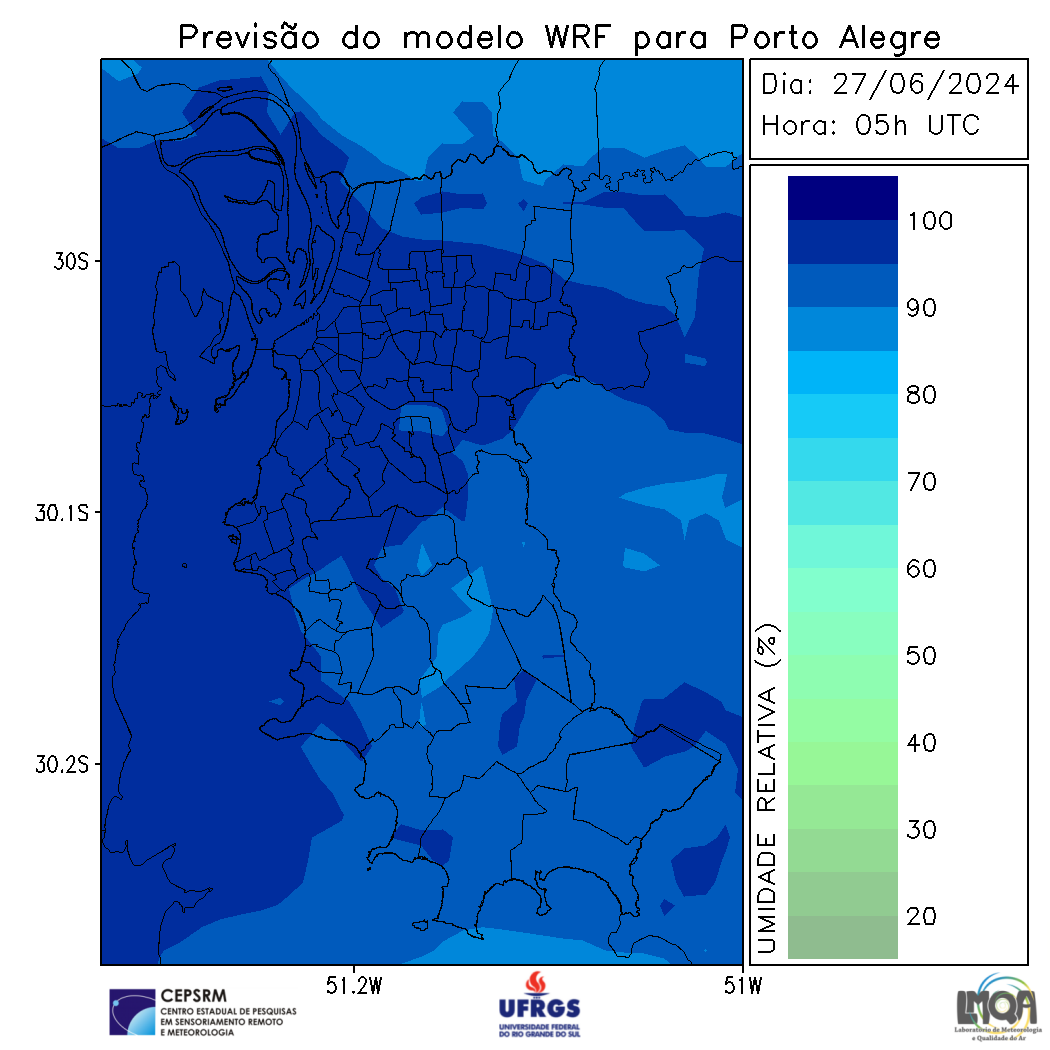 Previsão do modelo WRF para Porto Alegre
Dia: 27/06/2024
Hora: 05h UTC
30S
30.1S
30.2S
51.2W
51W
UMIDADE RELATIVA (%)
100
90
80
70
60
50
40
30
20
CEPSRM
CENTRO ESTADUAL DE PESQUISAS
EM SENSORIAMENTO REMOTO
E METEOROLOGIA
UFRGS
UNIVERSIDADE FEDERAL
DO RIO GRANDE DO SUL
LMQA
Laboratório de Meteorologia
e Qualidade do Ar